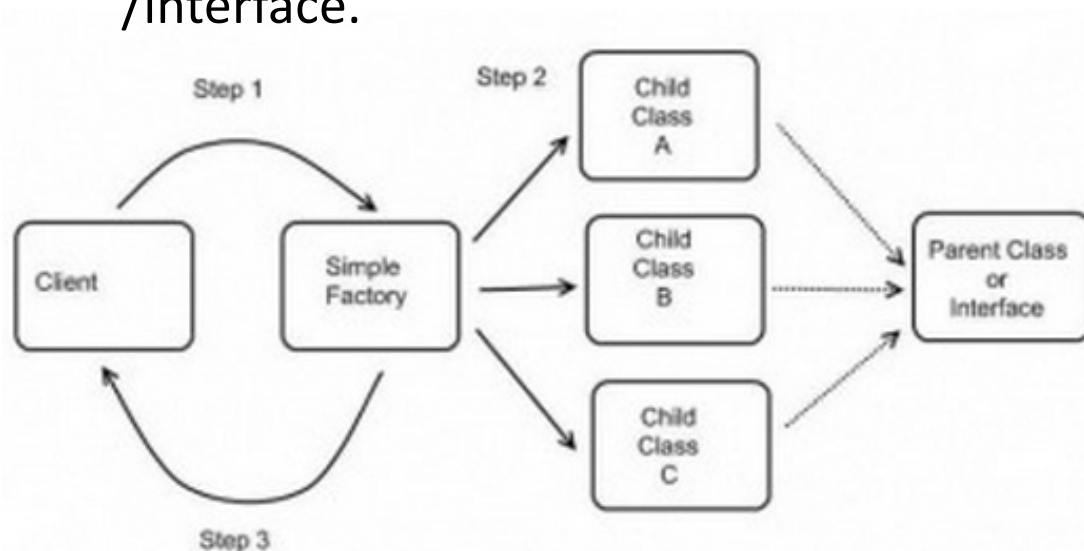 /interface.
Step 1
Step 2
Child
Class
A
Client
Simple
Factory
Child
Class
B
Parent Class
or
Interface
Child
Class
C
Step 3